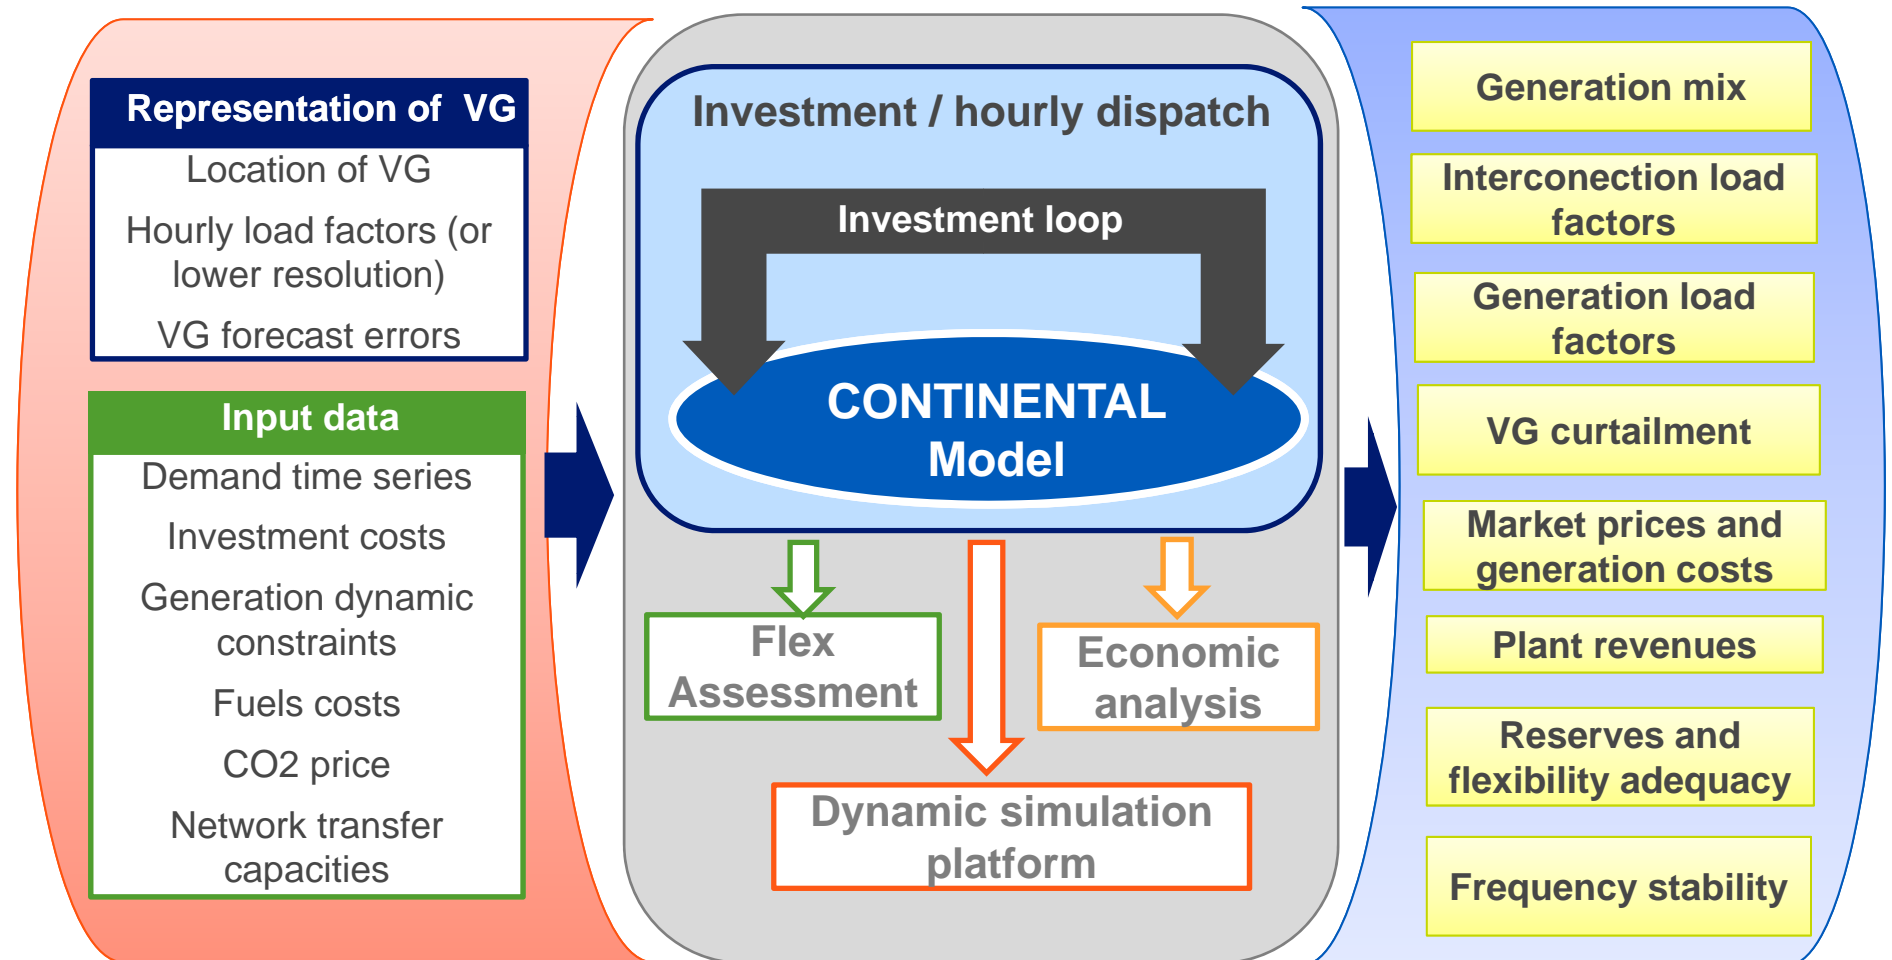 Representation of VG
Location of VG
Hourly load factors (or
lower resolution)
VG forecast errors
Input data
Demand time series
Investment costs
Generation dynamic
constraints
Fuels costs
CO2 price
Network transfer
capacities
Investment / hourly dispatch
Investment loop
CONTINENTAL
Model
Flex
Assessment
Economic
analysis
Dynamic simulation
platform
Generation mix
Interconection load
factors
Generation load
factors
VG curtailment
Market prices and
generation costs
Plant revenues
Reserves and
flexibility adequacy
Frequency stability